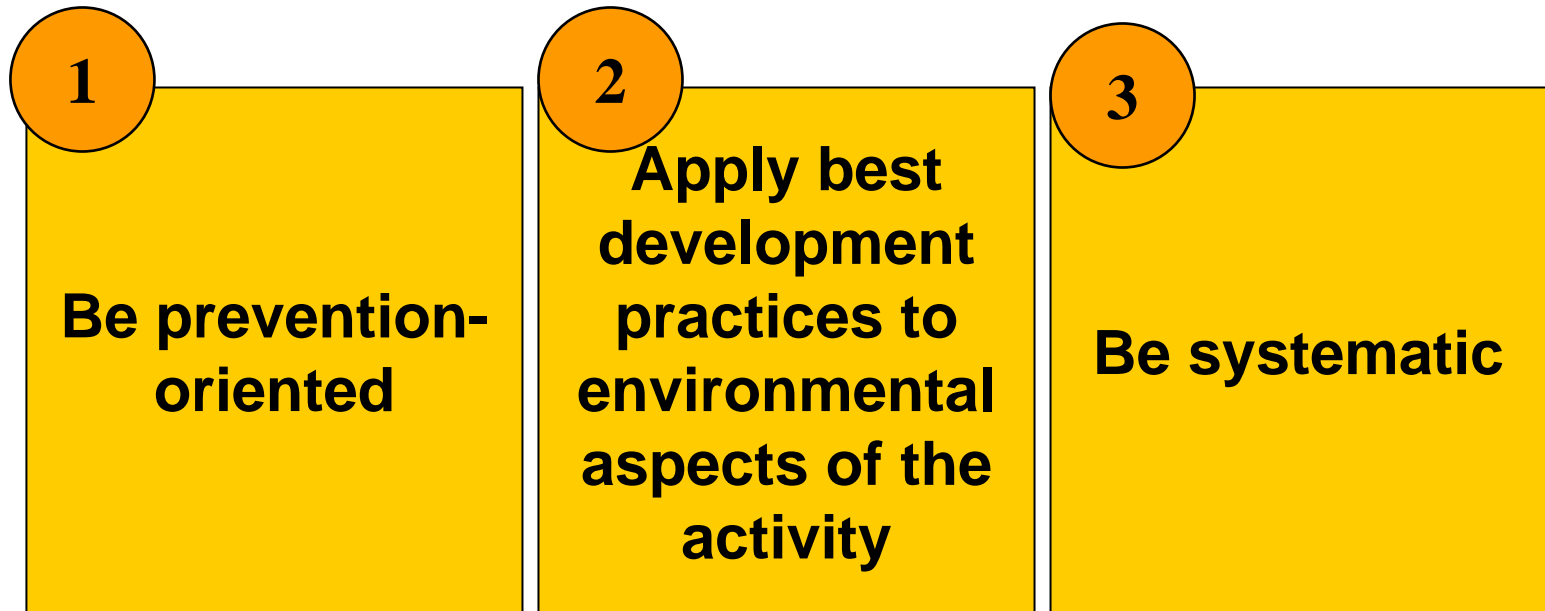 1
Be prevention-
oriented
2
Apply best
development
practices to
environmental
aspects of the
activity
3
Be systematic